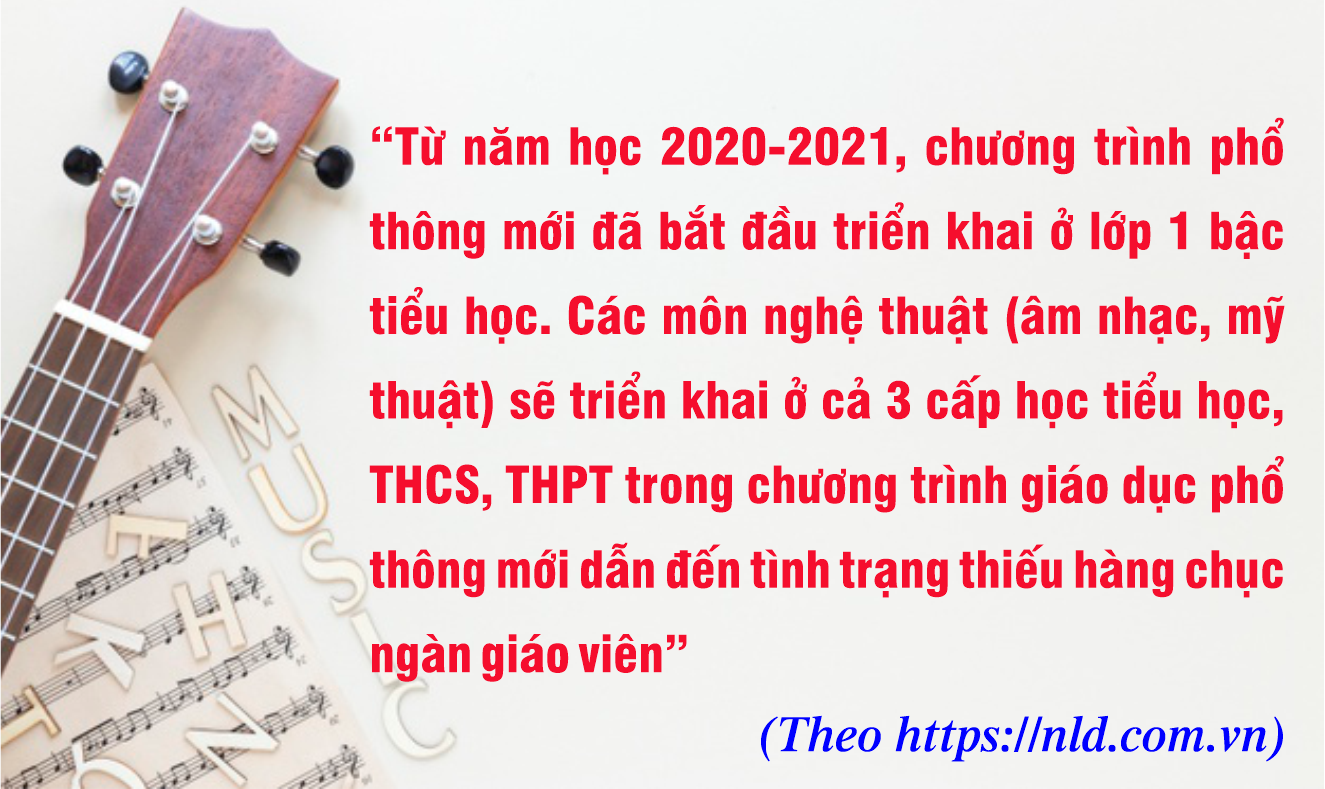 “Từ năm học 2020-2021, chương trình phổ
thông mới đã bắt đầu triển khai ở lớp 1 bậc
tiểu học. Các môn nghệ thuật (âm nhạc, mỹ
thuật) sẽ triển khai ở cả 3 cấp học tiểu học,
THCS, THPT trong chương trình giáo dục phổ
thông mới dẫn đến tình trạng thiếu hàng chục
ngàn giáo viên”
(Theo https://nld.com.vn)
MUSIC